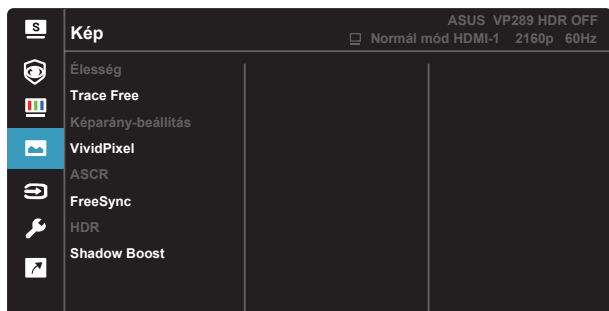 S
Kép
ASUS VP289 HDR OFF
Normál mód HDMI-1 2160p 60Hz
Élesség
Trace Free
Képarány-beállítás
VividPixel
ASCR
FreeSync
HDR
Shadow Boost